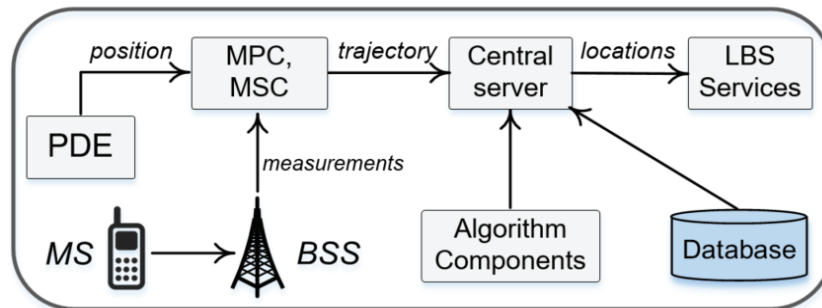 position
MPC,
MSC
trajectory
Central
server
locations
LBS
Services
PDE
measurements
MS
BSS
Algorithm
Components
Database